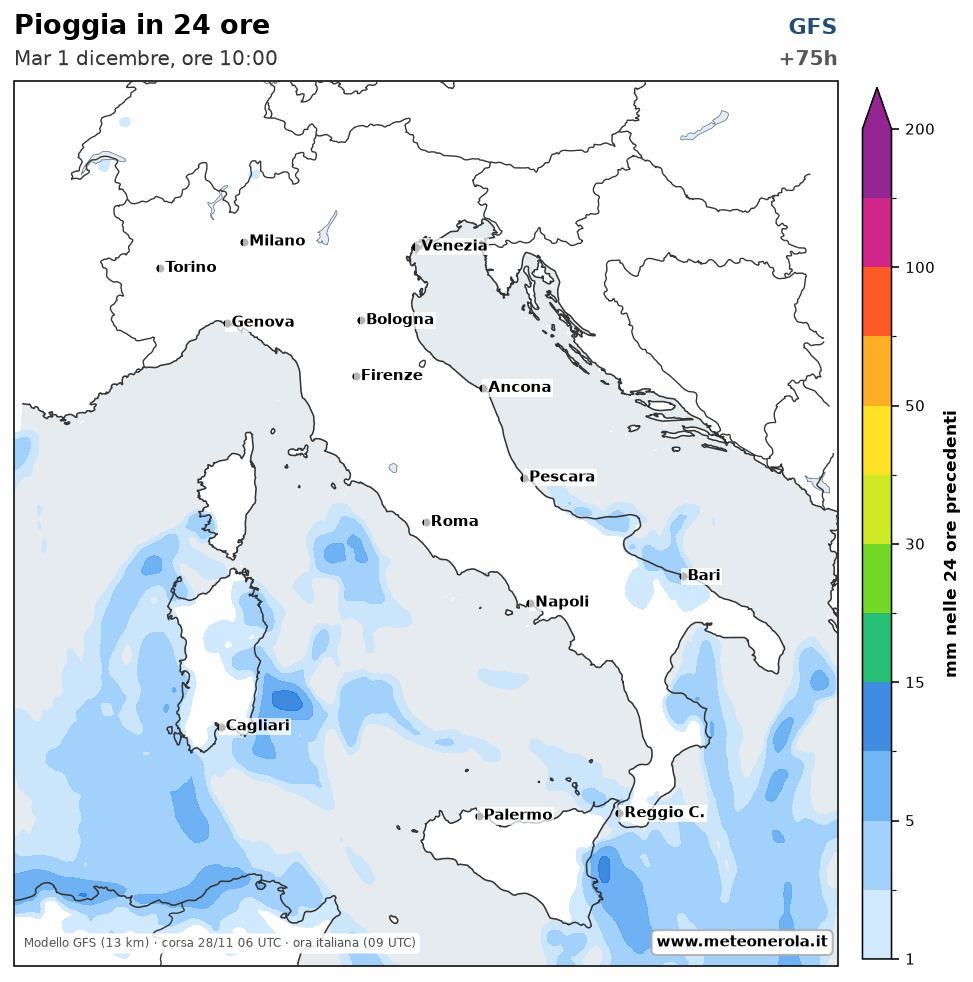 Pioggia in 24 ore
GFS
Mar 1 dicembre, ore 10:00
+75h
200
100
50
30
15
5
1
mm nelle 24 ore precedenti
Milano
Venezia
Torino
Genova
Bologna
Firenze
Ancona
Pescara
Roma
Bari
Napoli
Cagliari
Palermo
Reggio C.
Modello GFS (13 km) · corsa 28/11 06 UTC · ora italiana (09 UTC)
www.meteonerola.it